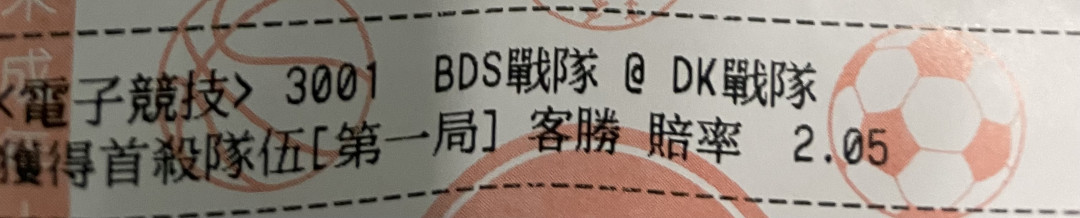 <電子競技> 3001 BDS戰隊 @ DK戰隊
獲得首殺隊伍[第一局] 客勝 賠率 2.05